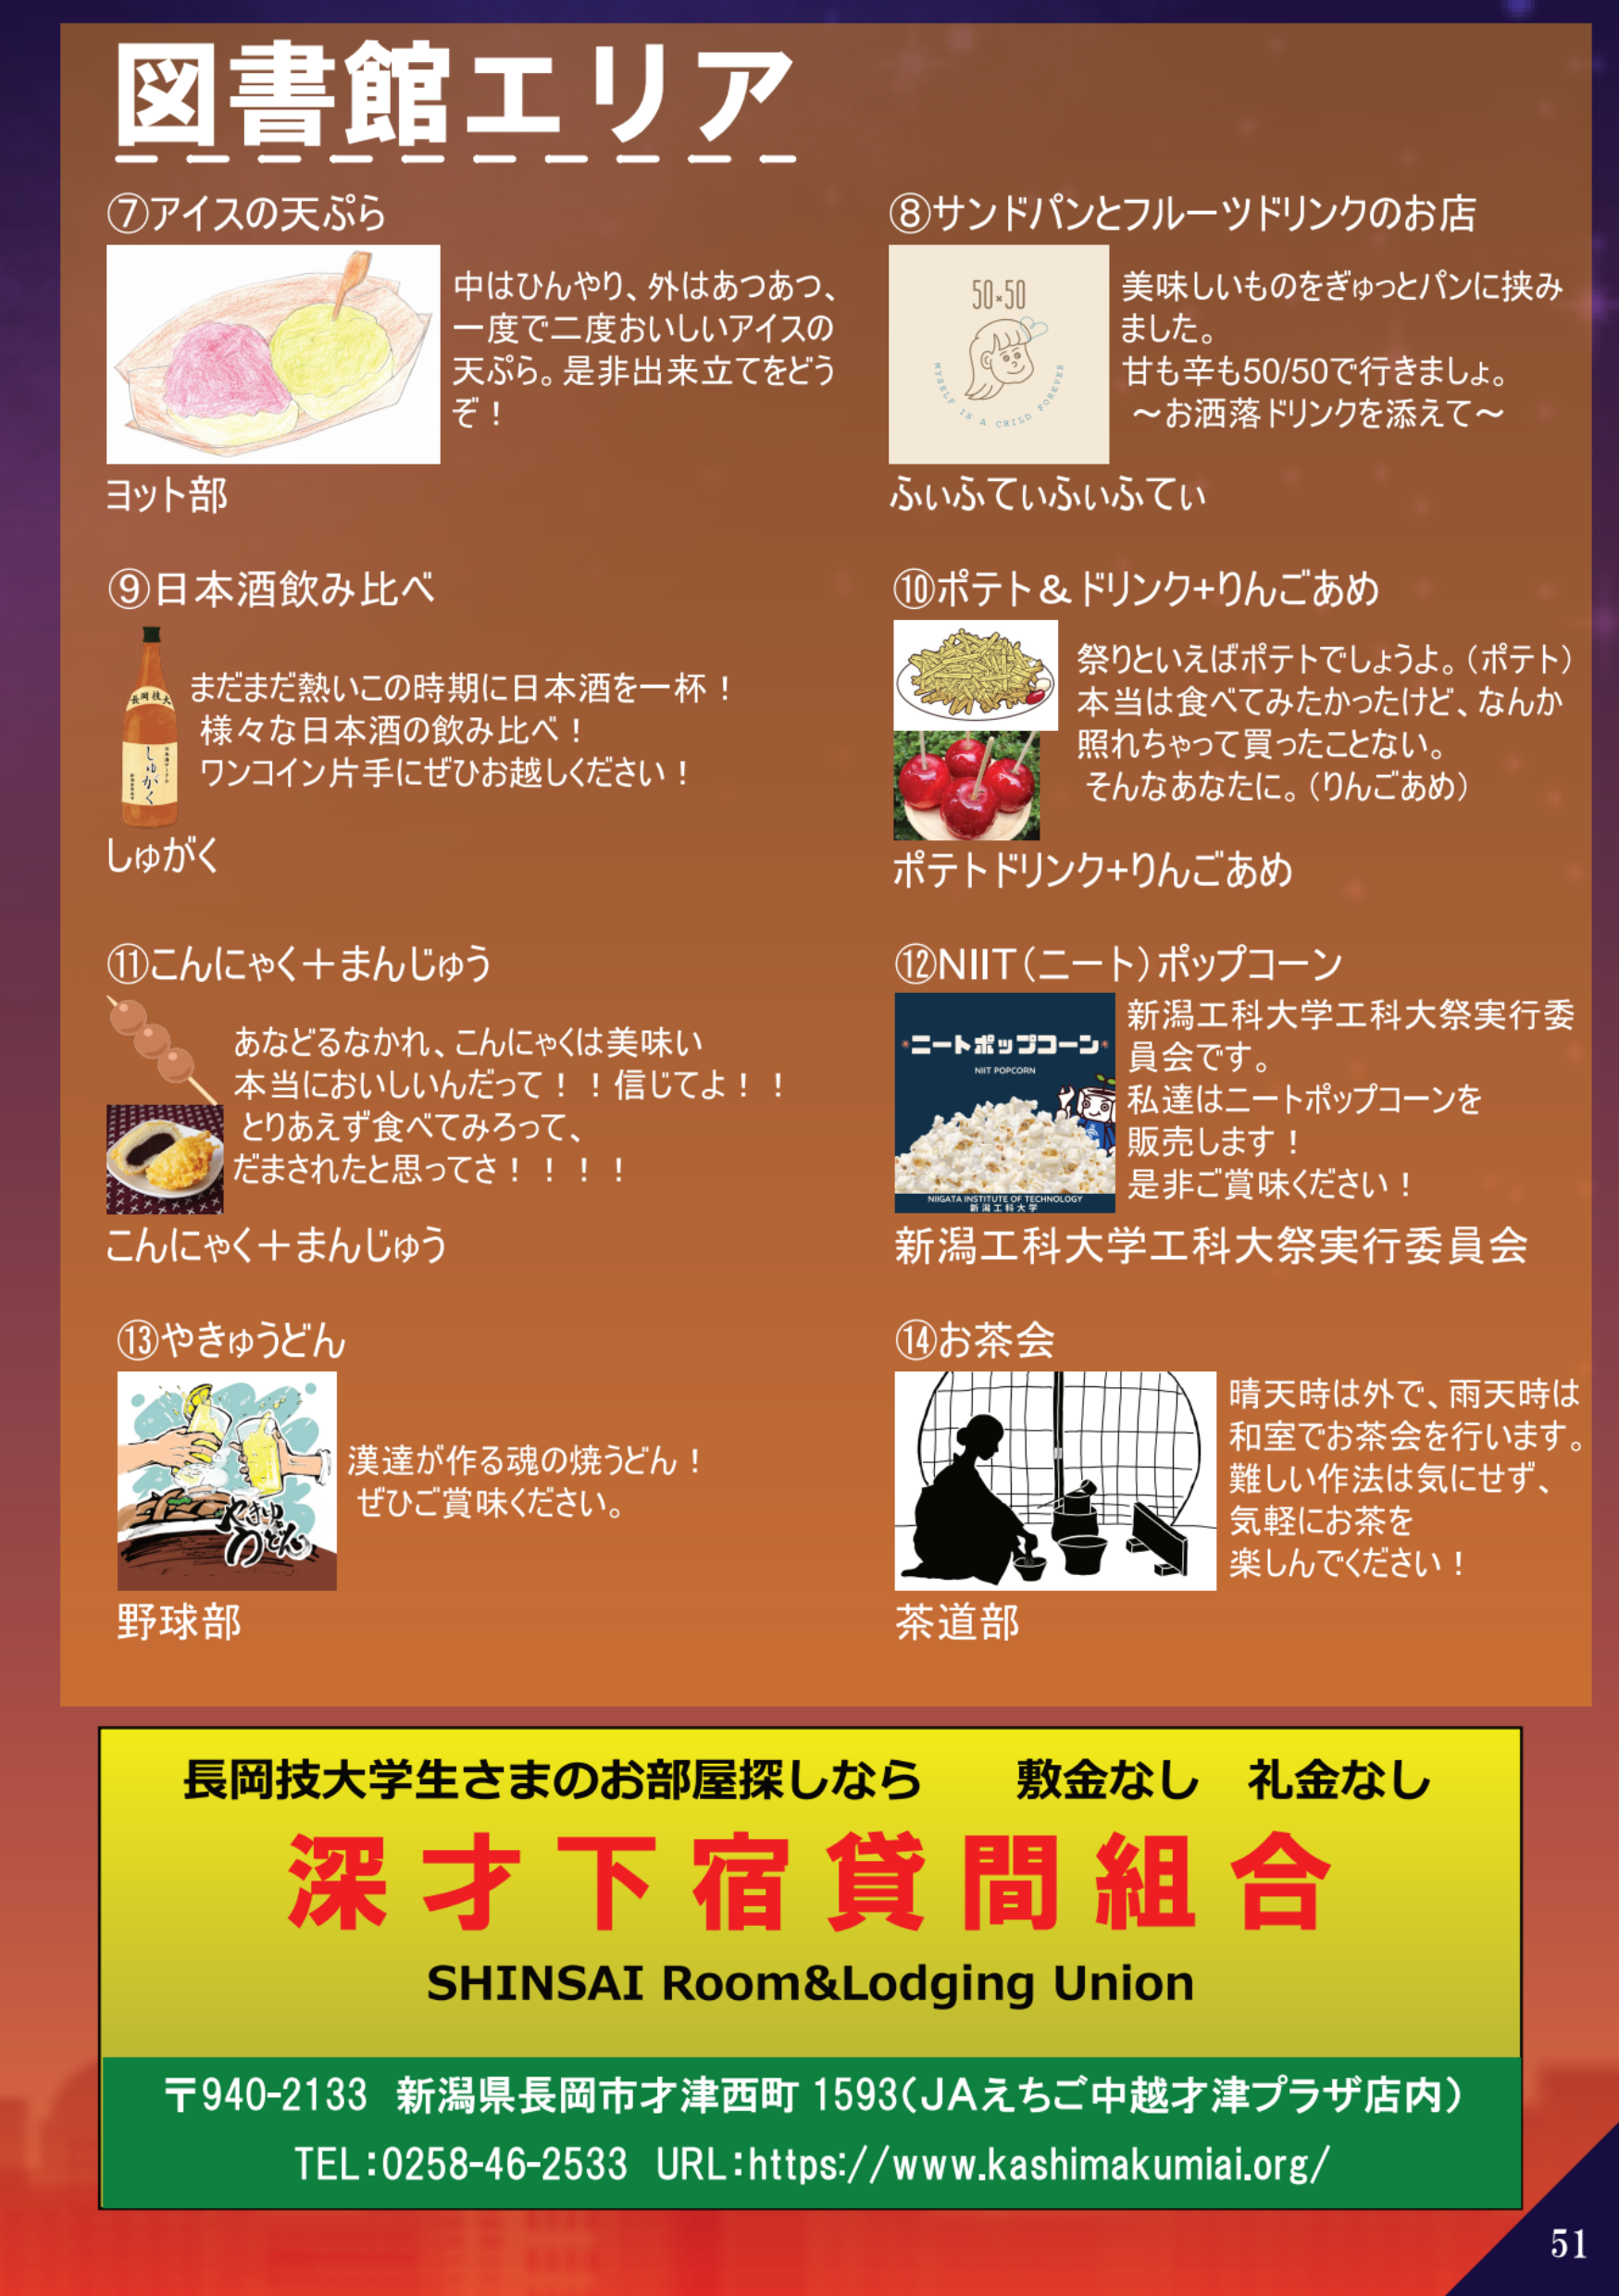 図書館エリア
⑦アイスの天ぷら
中はひんやり、外はあつあつ、
一度で二度おいしいアイスの
天ぷら。是非出来立てをどう
ぞ！
ヨット部
⑧サンドパンとフルーツドリンクのお店
50×50
MYSELF IS A CHILD FOREVER
美味しいものをぎゅっとパンに挟み
ました。
甘も辛も50/50で行きましょ。
～お洒落ドリンクを添えて～
ふぃふてぃふぃふてぃ
⑨日本酒飲み比べ
長岡技大
しゅがく
まだまだ熱いこの時期に日本酒を一杯！
様々な日本酒の飲み比べ！
ワンコイン片手にぜひお越しください！
しゅがく
⑩ポテト＆ドリンク+りんごあめ
祭りといえばポテトでしょうよ。（ポテト）
本当は食べてみたかったけど、なんか
照れちゃって買ったことない。
そんなあなたに。（りんごあめ）
ポテトドリンク+りんごあめ
⑪こんにゃく＋まんじゅう
あなどるなかれ、こんにゃくは美味い
本当においしいんだって！！信じてよ！！
とりあえず食べてみろって、
だまされたと思ってさ！！！！
こんにゃく＋まんじゅう
⑫NIIT（ニート）ポップコーン
*ニートポップコーン*
NIIT POPCORN
NIIGATA INSTITUTE OF TECHNOLOGY
新潟工科大学
新潟工科大学工科大祭実行委
員会です。
私達はニートポップコーンを
販売します！
是非ご賞味ください！
新潟工科大学工科大祭実行委員会
⑬やきゅうどん
やきゅ
うどん
漢達が作る魂の焼うどん！
ぜひご賞味ください。
野球部
⑭お茶会
晴天時は外で、雨天時は
和室でお茶会を行います。
難しい作法は気にせず、
気軽にお茶を
楽しんでください！
茶道部
長岡技大学生さまのお部屋探しなら　敷金なし　礼金なし
深才下宿貸間組合
SHINSAI Room&Lodging Union
〒940-2133 新潟県長岡市才津西町 1593（JAえちご中越才津プラザ店内）
TEL：0258-46-2533 URL：https://www.kashimakumiai.org/
51